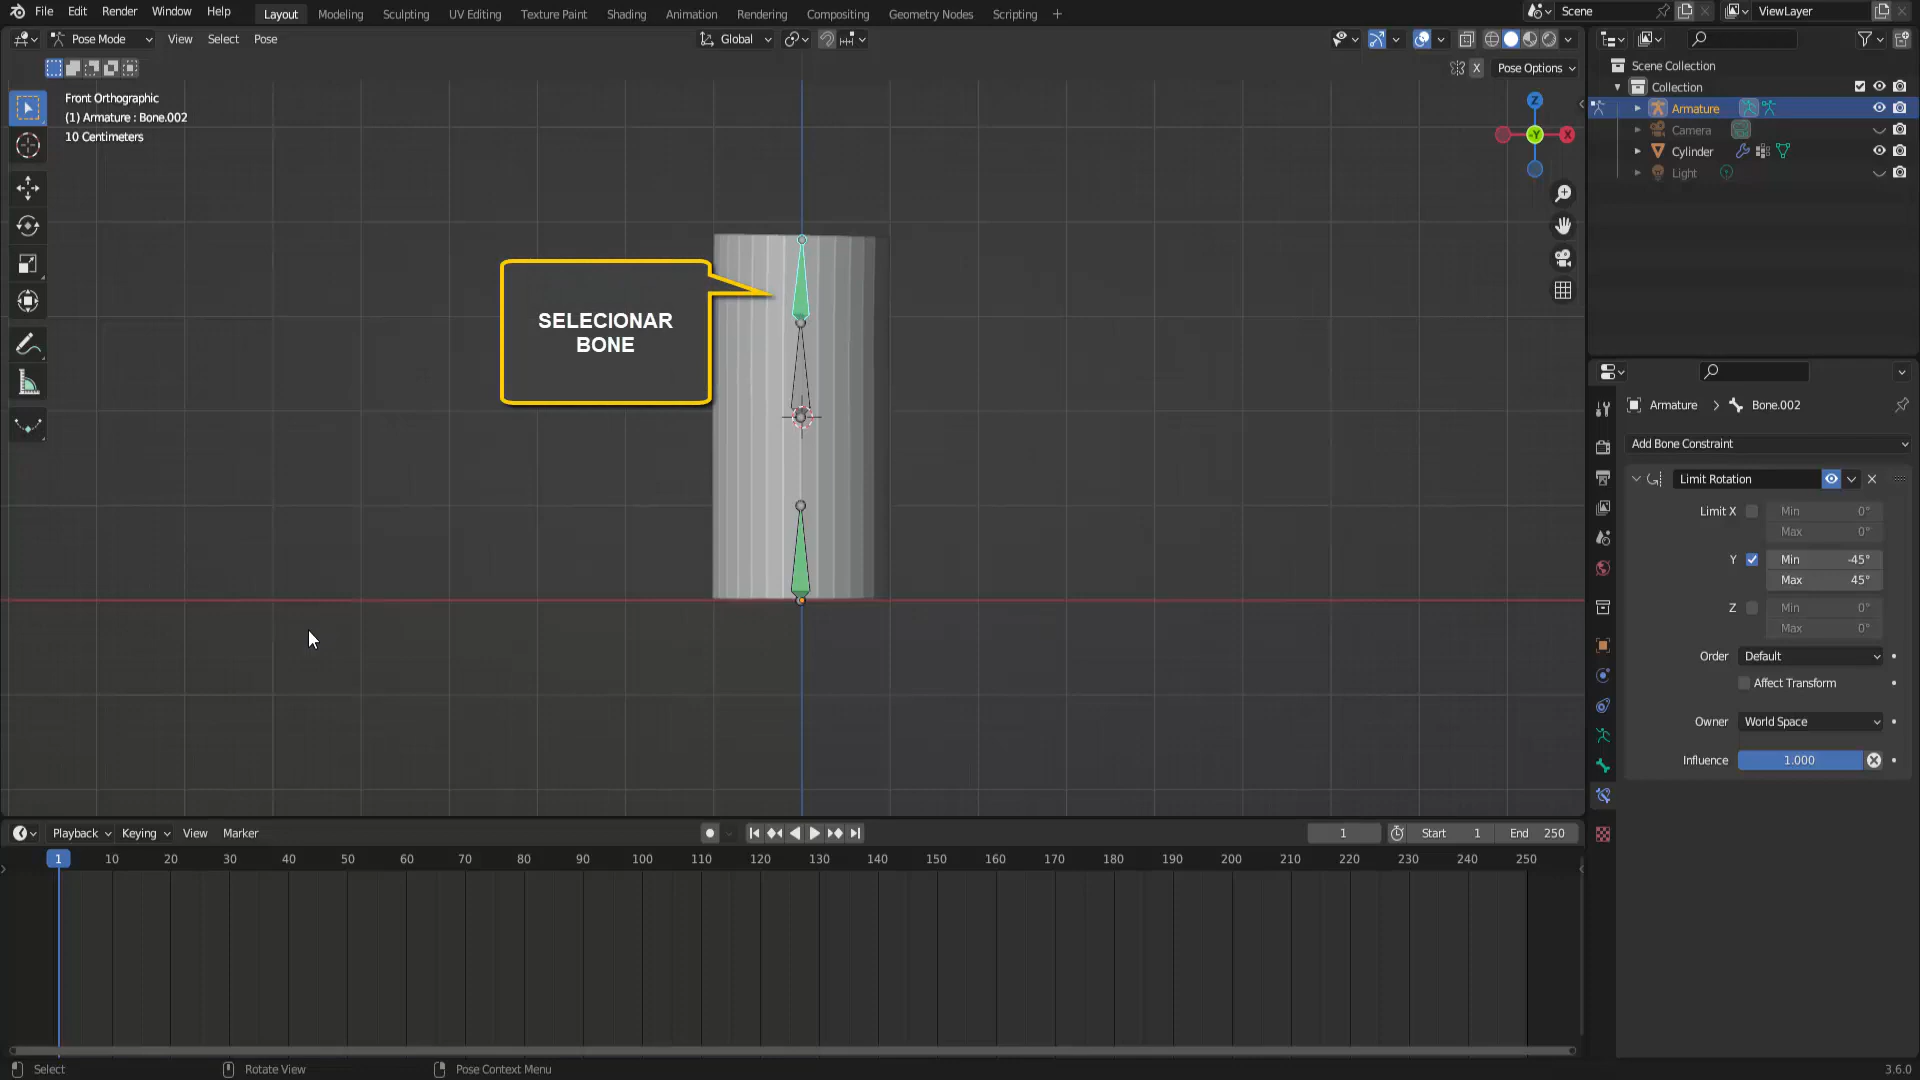 File Edit Render Window Help Layout Modeling Sculpting UV Editing Texture Paint Shading Animation Rendering Compositing Geometry Nodes Scripting + Scene ViewLayer
Pose Mode View Select Pose Global
X Pose Options
Front Orthographic
(1) Armature : Bone.002
10 Centimeters
Z
-Y
X
SELECIONAR
BONE
Scene Collection
Collection
Armature
Camera
Cylinder
Light
Armature > Bone.002
Add Bone Constraint
Limit Rotation
Limit X Min 0°
Max 0°
Y Min -45°
Max 45°
Z Min 0°
Max 0°
Order Default
Affect Transform
Owner World Space
Influence 1.000
Playback Keying View Marker 1 Start 1 End 250
1 10 20 30 40 50 60 70 80 90 100 110 120 130 140 150 160 170 180 190 200 210 220 230 240 250
Select Rotate View Pose Context Menu 3.6.0